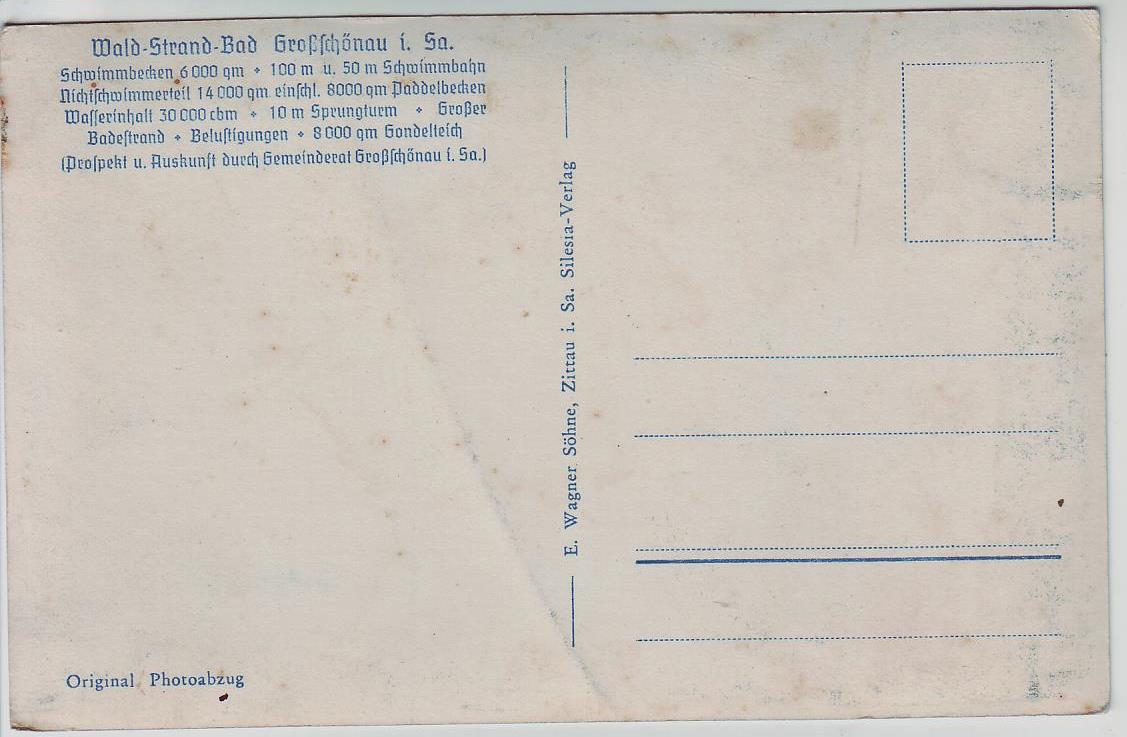 Wald-Strand-Bad Großschönau i. Sa.
Schwimmbecken 6000 qm + 100 m u. 50 m Schwimmbahn
Nichtschwimmerteil 14000 qm einschl. 8000 qm Paddelbecken
Wasserinhalt 30000 cbm + 10 m Sprungturm + Großer
Badestrand + Belustigungen + 8000 qm Gondelteich
(Prospekt u. Auskunft durch Gemeinderat Großschönau i. Sa.)
E. Wagner Söhne, Zittau i. Sa. Silesia-Verlag
Original Photoabzug